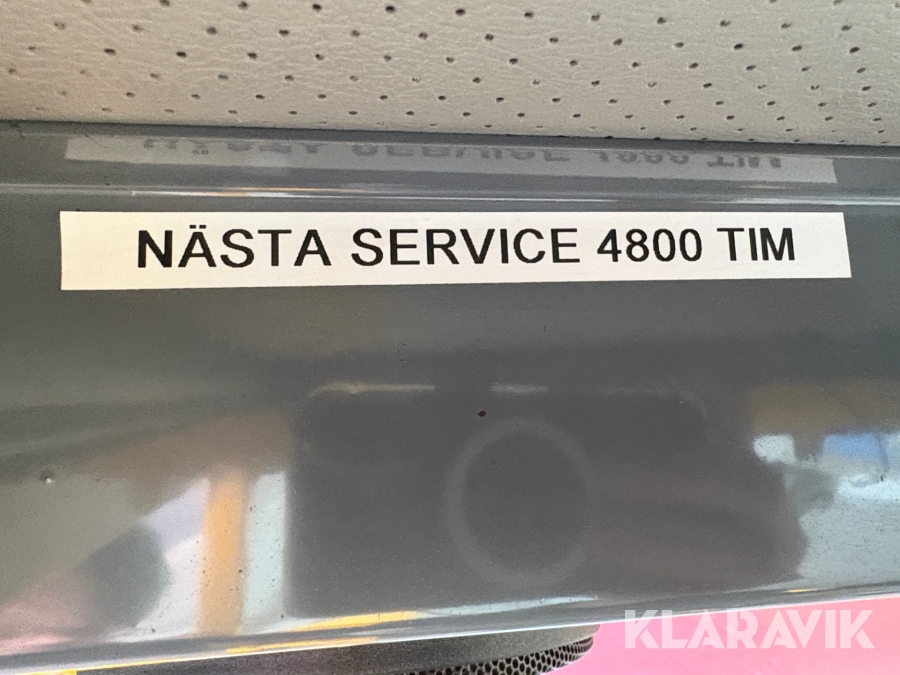 NÄSTA SERVICE 4800 TIM
KLARAVIK